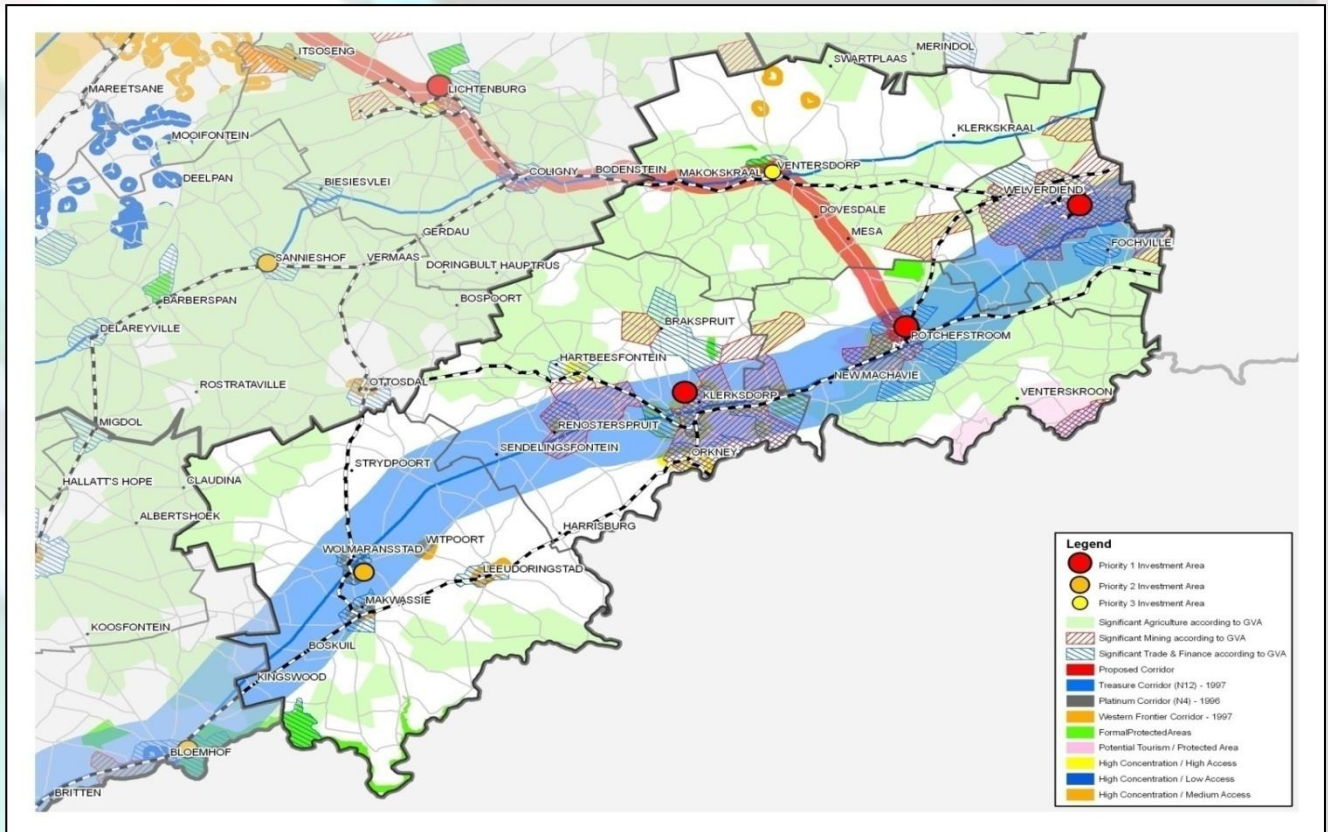 ITSOSENG
MERINDOL
SWARTPLAAS
MAREETSANE
LICHTENBURG
MOOIFONTEIN
KLERKSKRAAL
DEELPAN
BIESIESVLEI
COLIGNY
BODENSTEIN
MAKOKSKRAAL
VENTERSDORP
WELVERDIEND
DOVESDALE
MESA
GERDAU
FOCHVILLE
SANNIESHOF
VERMAAS
DORINGBULT
HAUPTRUS
BARBERSPAN
BOSPOORT
DELAREYVILLE
BRAKSPRUIT
POTCHEFSTROOM
HARTBEESFONTEIN
ROSTRATAVILLE
OTTOSDAL
NEW MACHAVIE
KLERKSDORP
VENTERSKROON
MIGDOL
RENOSTERSPRUIT
SENDELINGSFONTEIN
ORKNEY
STRYDPOORT
HALLATT'S HOPE
CLAUDINA
ALBERTSHOEK
HARRISBURG
WITPOORT
WOLMARANSSTAD
LEEUDORINGSTAD
MAKWASSIE
KOOSFONTEIN
BOSKUIL
KINGSWOOD
BLOEMHOF
BRITTEN
Legend
Priority 1 Investment Area
Priority 2 Investment Area
Priority 3 Investment Area
Significant Agriculture according to GVA
Significant Mining according to GVA
Significant Trade & Finance according to GVA
Proposed Corridor
Treasure Corridor (N12) - 1997
Platinum Corridor (N4) - 1996
Western Frontier Corridor - 1997
FormalProtectedAreas
Potential Tourism / Protected Area
High Concentration / High Access
High Concentration / Low Access
High Concentration / Medium Access